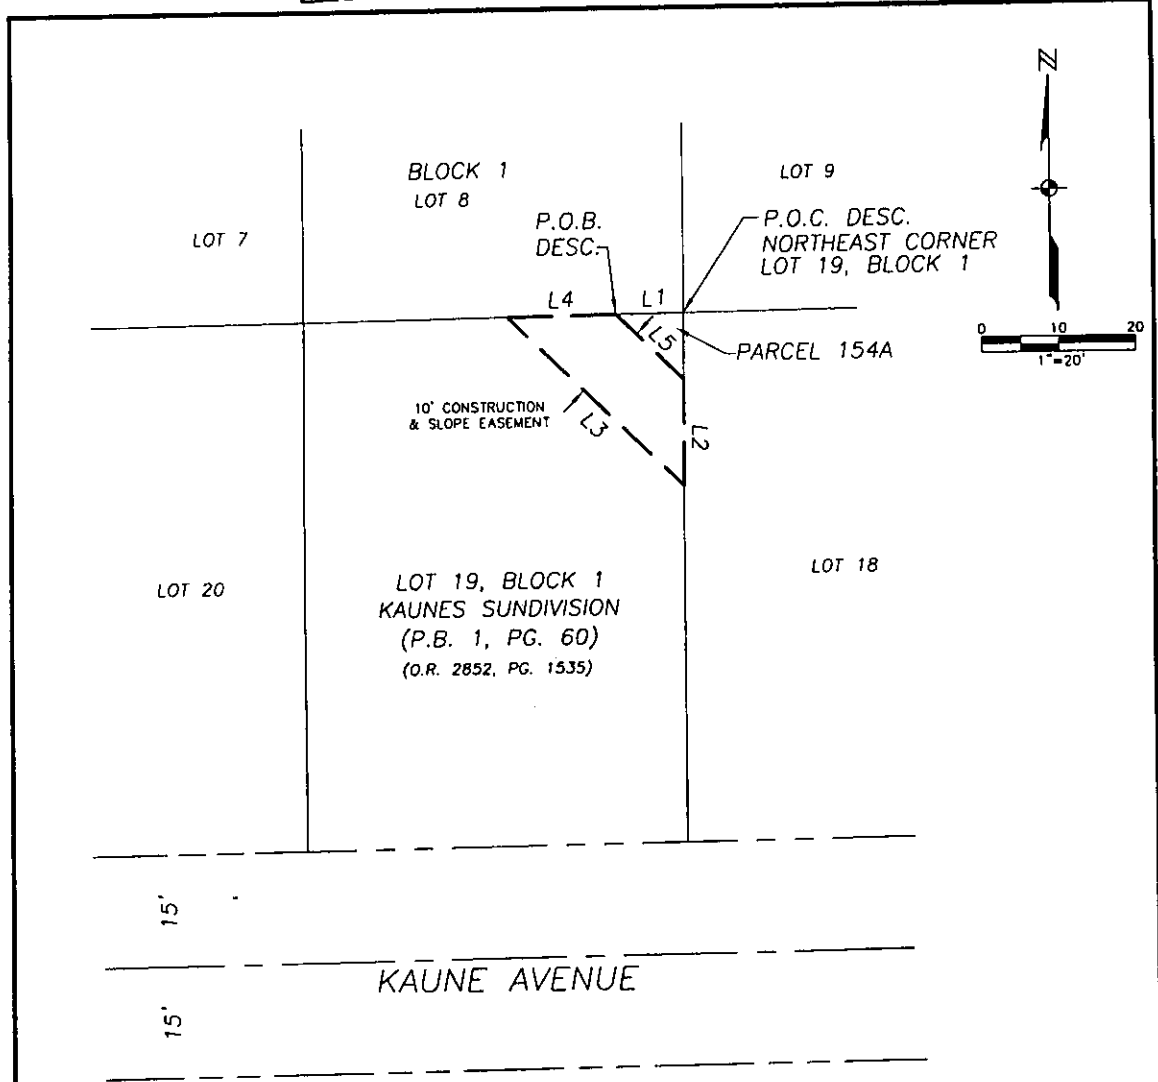 N
BLOCK 1
LOT 8
LOT 9
LOT 7
P.O.B.
DESC.
P.O.C. DESC.
NORTHEAST CORNER
LOT 19, BLOCK 1
L4
L1
L5
PARCEL 154A
0 10 20
1"=20'
10' CONSTRUCTION
& SLOPE EASEMENT
L3
L2
LOT 20
LOT 19, BLOCK 1
KAUNES SUNDIVISION
(P.B. 1, PG. 60)
(O.R. 2852, PG. 1535)
LOT 18
15'
KAUNE AVENUE
15'